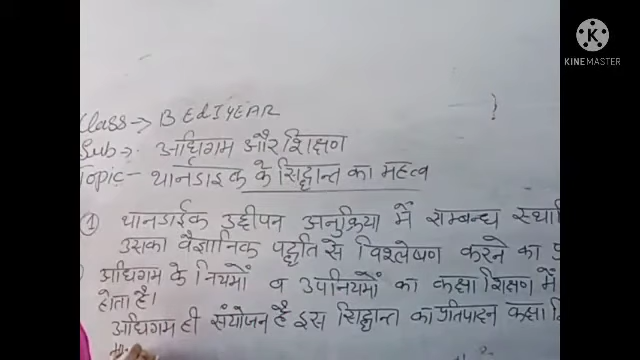 K
KINEMASTER
Class→ B Ed I YEAR
Sub→ अधिगम और शिक्षण
Topic- थार्नडाइक के सिद्धान्त का महत्व
① थार्नडाईक उद्दीपन अनुक्रिया में सम्बन्ध
उसका वैज्ञानिक पद्धति से विश्लेषण करने का
अधिगम के नियमों व उपनियमों का कक्षा शिक्षण में
होता है।
अधिगम ही संयोजन है इस सिद्धान्त का प्रतिपादन कक्षा